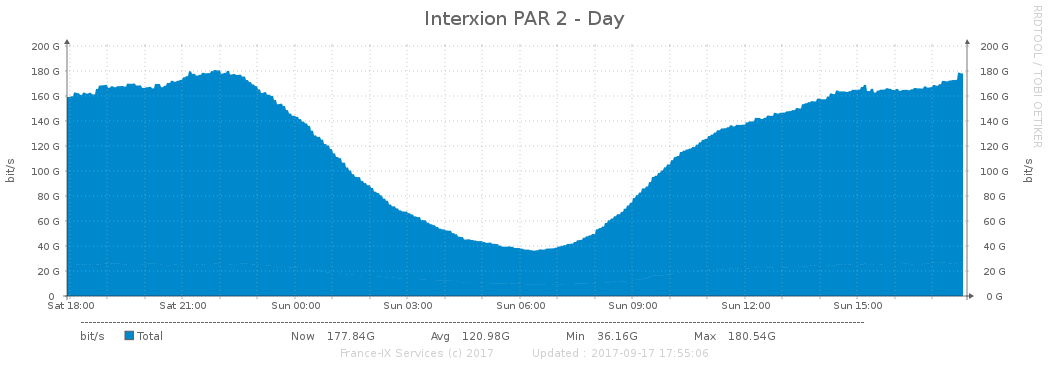 Interxion PAR 2 - Day
RRDTOOL / TOBI OETIKER
bit/s
200 G 200 G
180 G 180 G
160 G 160 G
140 G 140 G
120 G 120 G
100 G 100 G
80 G 80 G
60 G 60 G
40 G 40 G
20 G 20 G
0 0 G
bit/s
Sat 18:00 Sat 21:00 Sun 00:00 Sun 03:00 Sun 06:00 Sun 09:00 Sun 12:00 Sun 15:00
bit/s Total Now 177.84G Avg 120.98G Min 36.16G Max 180.54G
France-IX Services (c) 2017 Updated : 2017-09-17 17:55:06